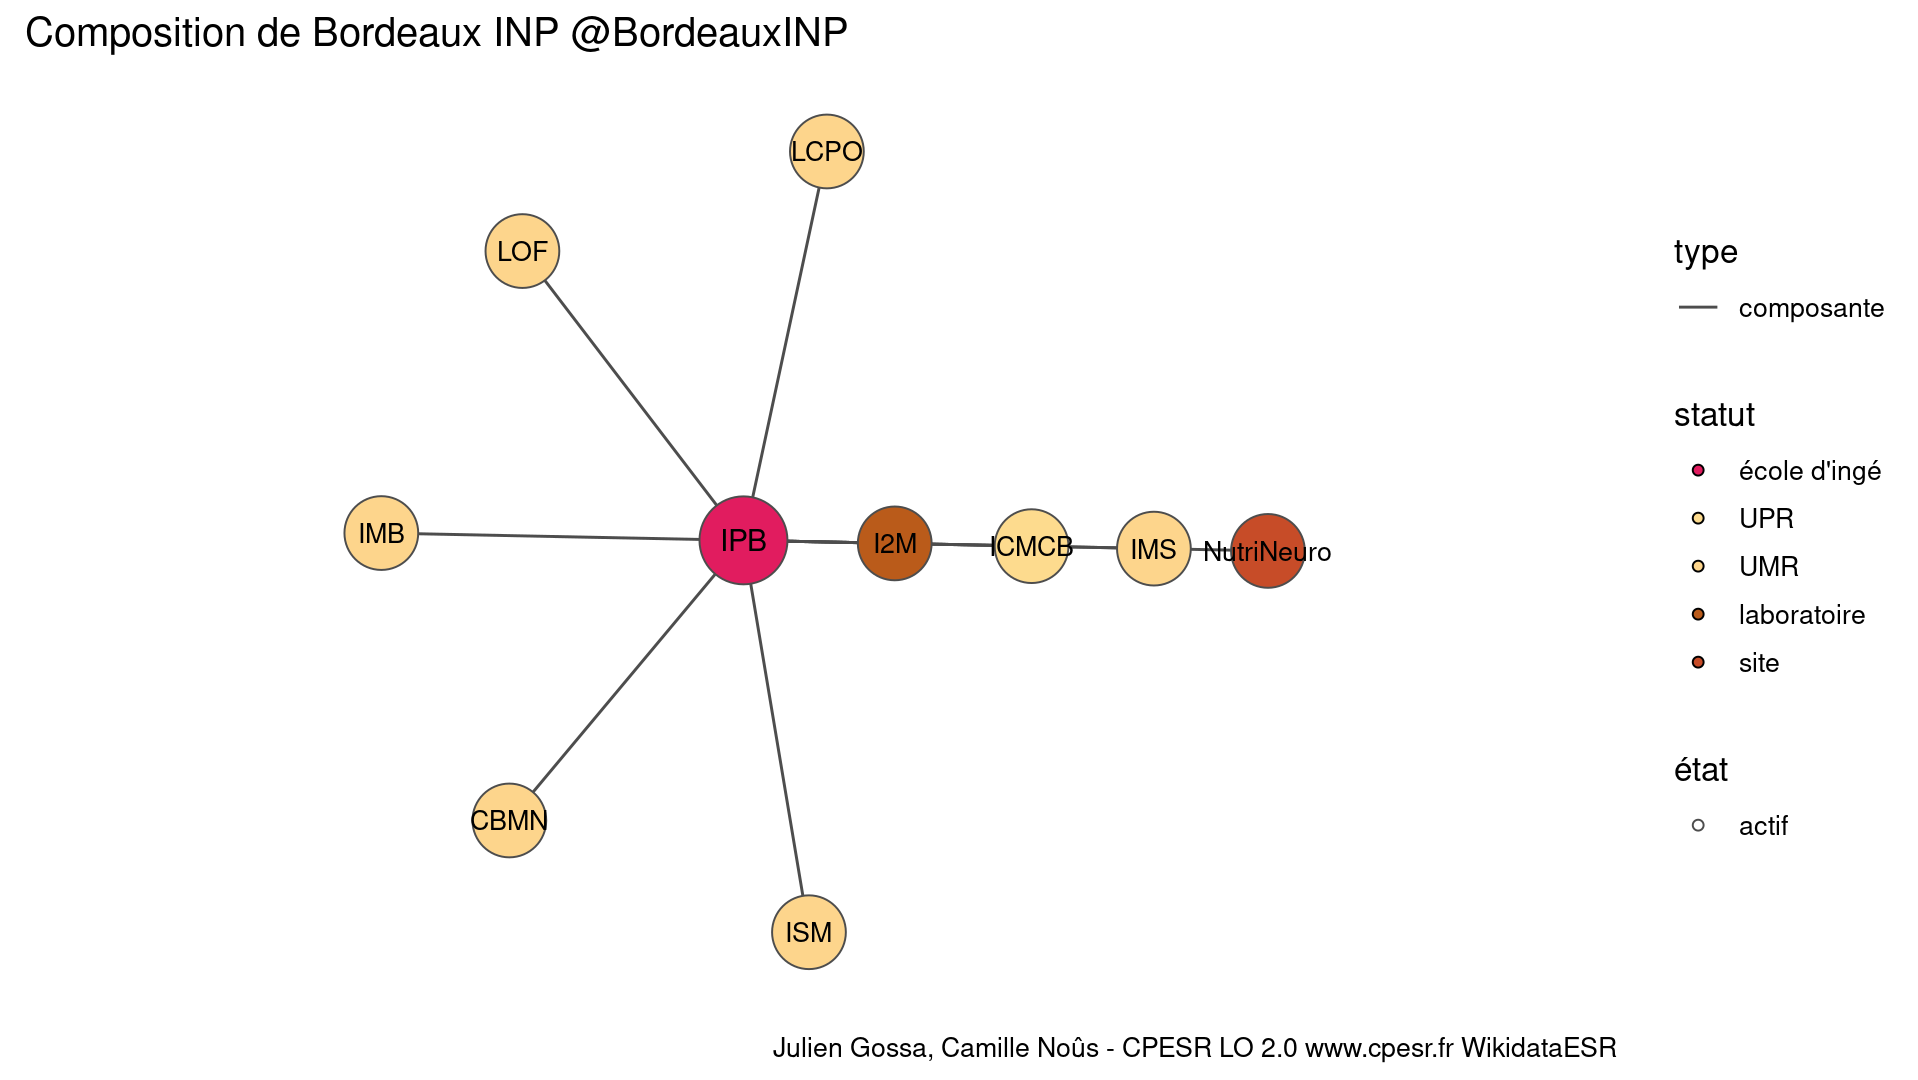 Composition de Bordeaux INP @BordeauxINP
LCPO
LOF
IMB
IPB
I2M
ICMCB
IMS
NutriNeuro
CBMN
ISM
type
composante
statut
école d'ingé
UPR
UMR
laboratoire
site
état
actif
Julien Gossa, Camille Noûs - CPESR LO 2.0 www.cpesr.fr WikidataESR